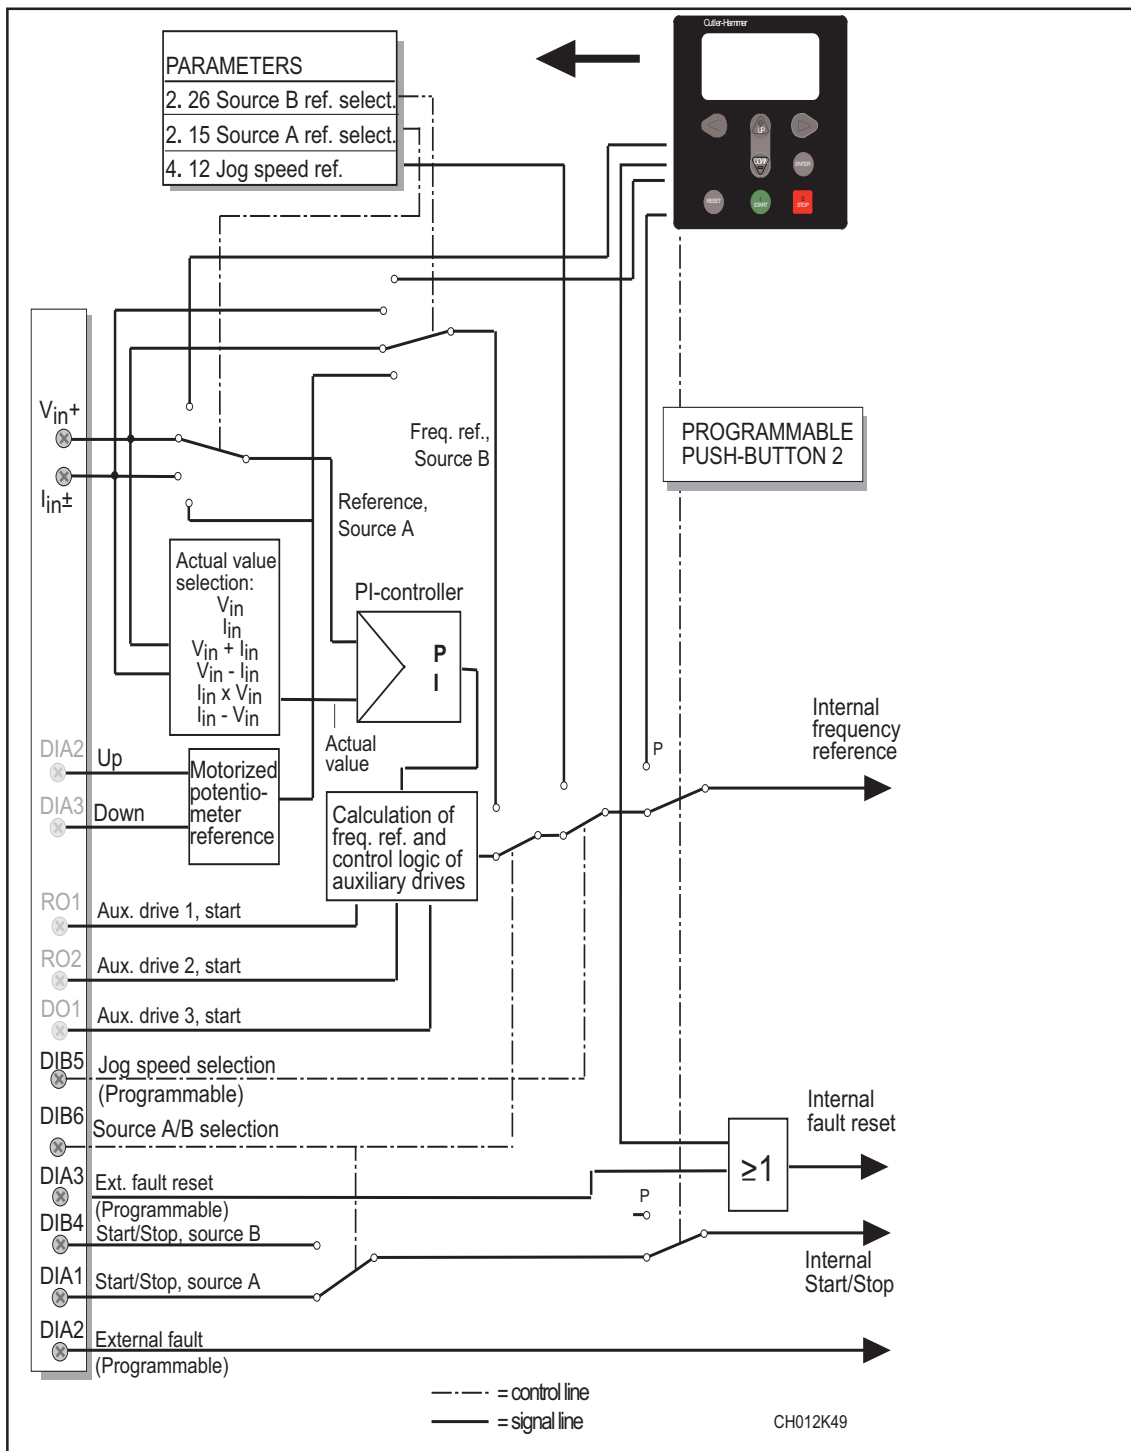 Cutler-Hammer
PARAMETERS
2. 26 Source B ref. select.
2. 15 Source A ref. select.
4. 12 Jog speed ref.
UP
DOWN
ENTER
RESET
I
START
STOP
Vin+
Iin±
Freq. ref.,
Source B
PROGRAMMABLE
PUSH-BUTTON 2
Reference,
Source A
Actual value
selection:
Vin
Iin
Vin + Iin
Vin - Iin
Iin x Vin
Iin - Vin
PI-controller
P
I
Actual
value
Internal
frequency
reference
P
DIA2
Up
DIA3
Down
Motorized
potentio-
meter
reference
Calculation of
freq. ref. and
control logic of
auxiliary drives
RO1
Aux. drive 1, start
RO2
Aux. drive 2, start
DO1
Aux. drive 3, start
DIB5
Jog speed selection
(Programmable)
DIB6
Source A/B selection
Internal
fault reset
≥1
DIA3
Ext. fault reset
(Programmable)
P
DIB4
Start/Stop, source B
DIA1
Start/Stop, source A
Internal
Start/Stop
DIA2
External fault
(Programmable)
= control line
= signal line
CH012K49